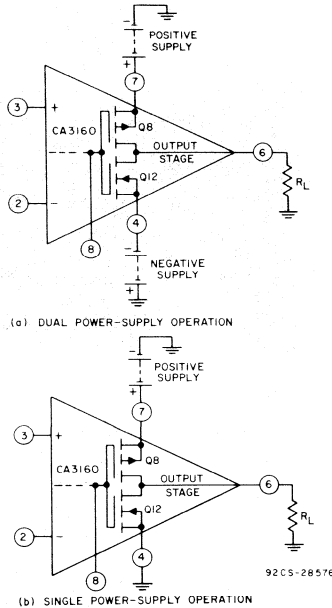 -
POSITIVE
SUPPLY
+
7
3
+
CA3160
Q8
OUTPUT
STAGE
6
Q12
RL
2
-
8
4
-
NEGATIVE
SUPPLY
+
(a) DUAL POWER-SUPPLY OPERATION
-
POSITIVE
SUPPLY
+
7
3
+
CA3160
Q8
OUTPUT
STAGE
6
Q12
RL
2
-
8
4
92CS-28576
(b) SINGLE POWER-SUPPLY OPERATION